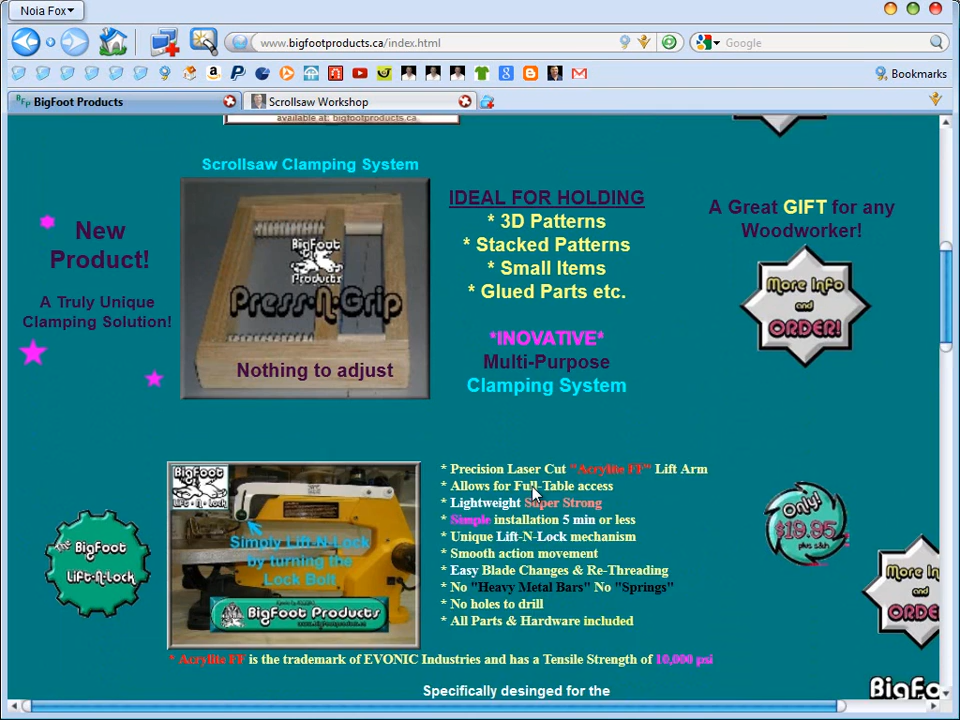 Noia Fox
www.bigfootproducts.ca/index.html
Google
Bookmarks
BigFoot Products
Scrollsaw Workshop
available at: bigfootproducts.ca
Scrollsaw Clamping System
New
Product!
A Truly Unique
Clamping Solution!
BigFoot
Products
Press-N-Grip
Nothing to adjust
IDEAL FOR HOLDING
* 3D Patterns
* Stacked Patterns
* Small Items
* Glued Parts etc.
*INOVATIVE*
Multi-Purpose
Clamping System
A Great GIFT for any
Woodworker!
More Info
and
ORDER!
The BigFoot
Lift-N-Lock
BigFoot
Lift-N-Lock
Simply Lift-N-Lock
by turning the
Lock Bolt
BigFoot Products
* Precision Laser Cut "Acrylite FF" Lift Arm
* Allows for Full-Table access
* Lightweight Super Strong
* Simple installation 5 min or less
* Unique Lift-N-Lock mechanism
* Smooth action movement
* Easy Blade Changes & Re-Threading
* No "Heavy Metal Bars" No "Springs"
* No holes to drill
* All Parts & Hardware included
Only!
$19.95
plus s&h
More In
and
ORDE
* Acrylite FF is the trademark of EVONIC Industries and has a Tensile Strength of 10,000 psi
Specifically desinged for the
BigFo